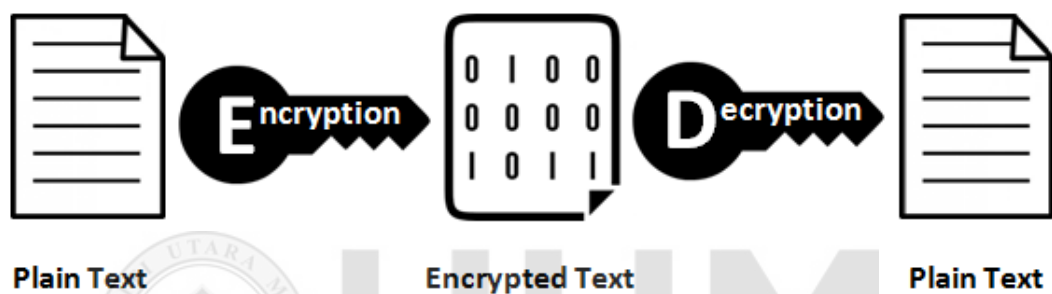 Encryption
Decryption
0 1 0 0
0 0 0 0
1 0 1 1
Plain Text
Encrypted Text
Plain Text
UTARA